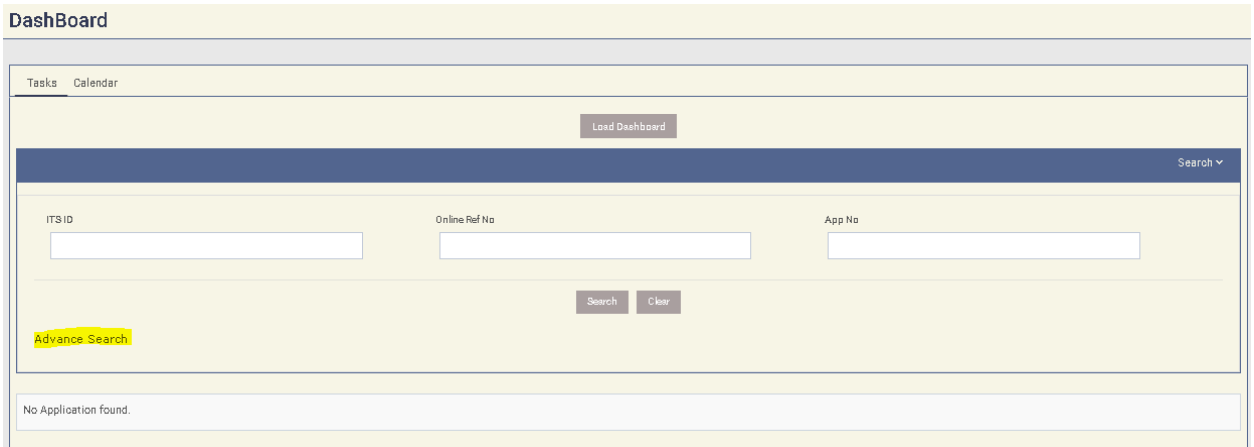 DashBoard
Tasks Calendar
Load Dashboard
Search
ITS ID Online Ref No App No
Search Clear
Advance Search
No Application found.